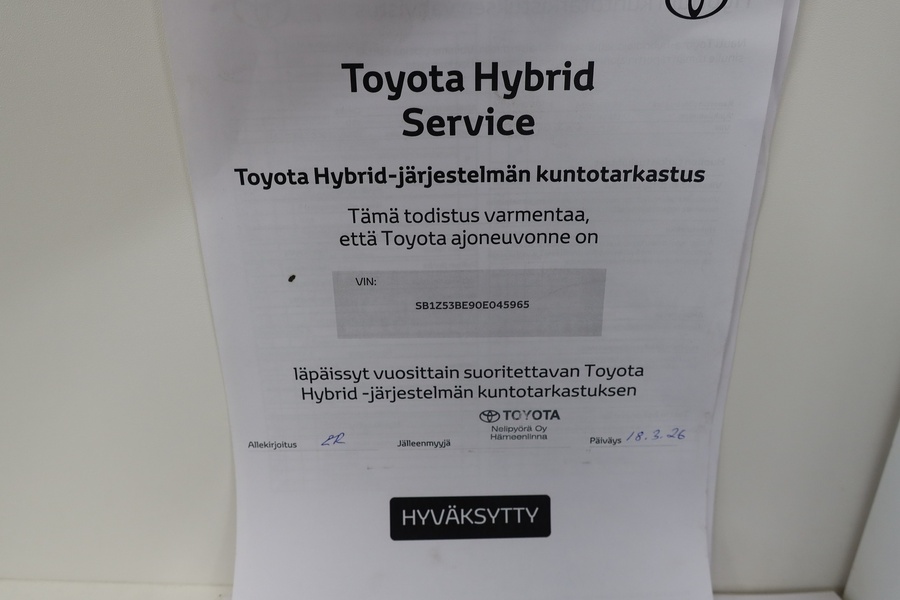 Toyota Hybrid
Service
Toyota Hybrid-järjestelmän kuntotarkastus
Tämä todistus varmentaa,
että Toyota ajoneuvonne on
VIN:
SB1Z53BE90E045965
läpäissyt vuosittain suoritettavan Toyota
Hybrid -järjestelmän kuntotarkastuksen
TOYOTA
Nelipyörä Oy
Hämeenlinna
Allekirjoitus
Jälleenmyyjä
Päiväys 18.3.26
HYVÄKSYTTY